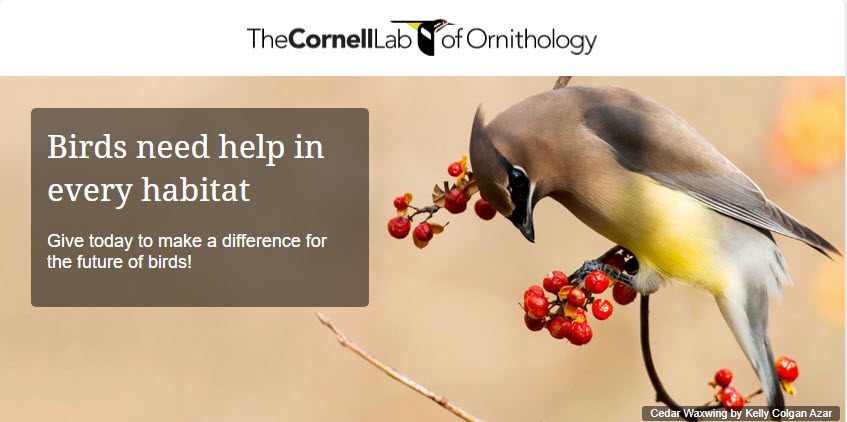 TheCornellLab of Ornithology
Birds need help in
every habitat
Give today to make a difference for
the future of birds!
Cedar Waxwing by Kelly Colgan Azar